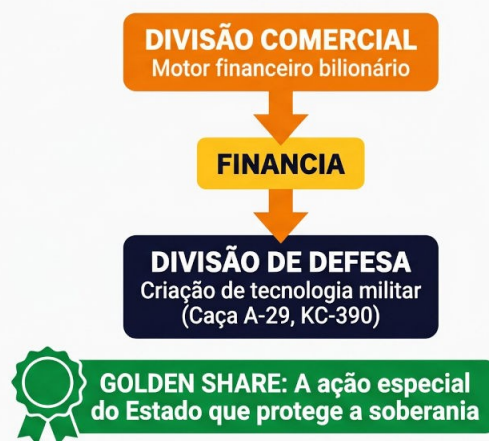 DIVISÃO COMERCIAL
Motor financeiro bilionário
FINANCIA
DIVISÃO DE DEFESA
Criação de tecnologia militar
(Caça A-29, KC-390)
GOLDEN SHARE: A ação especial
do Estado que protege a soberania